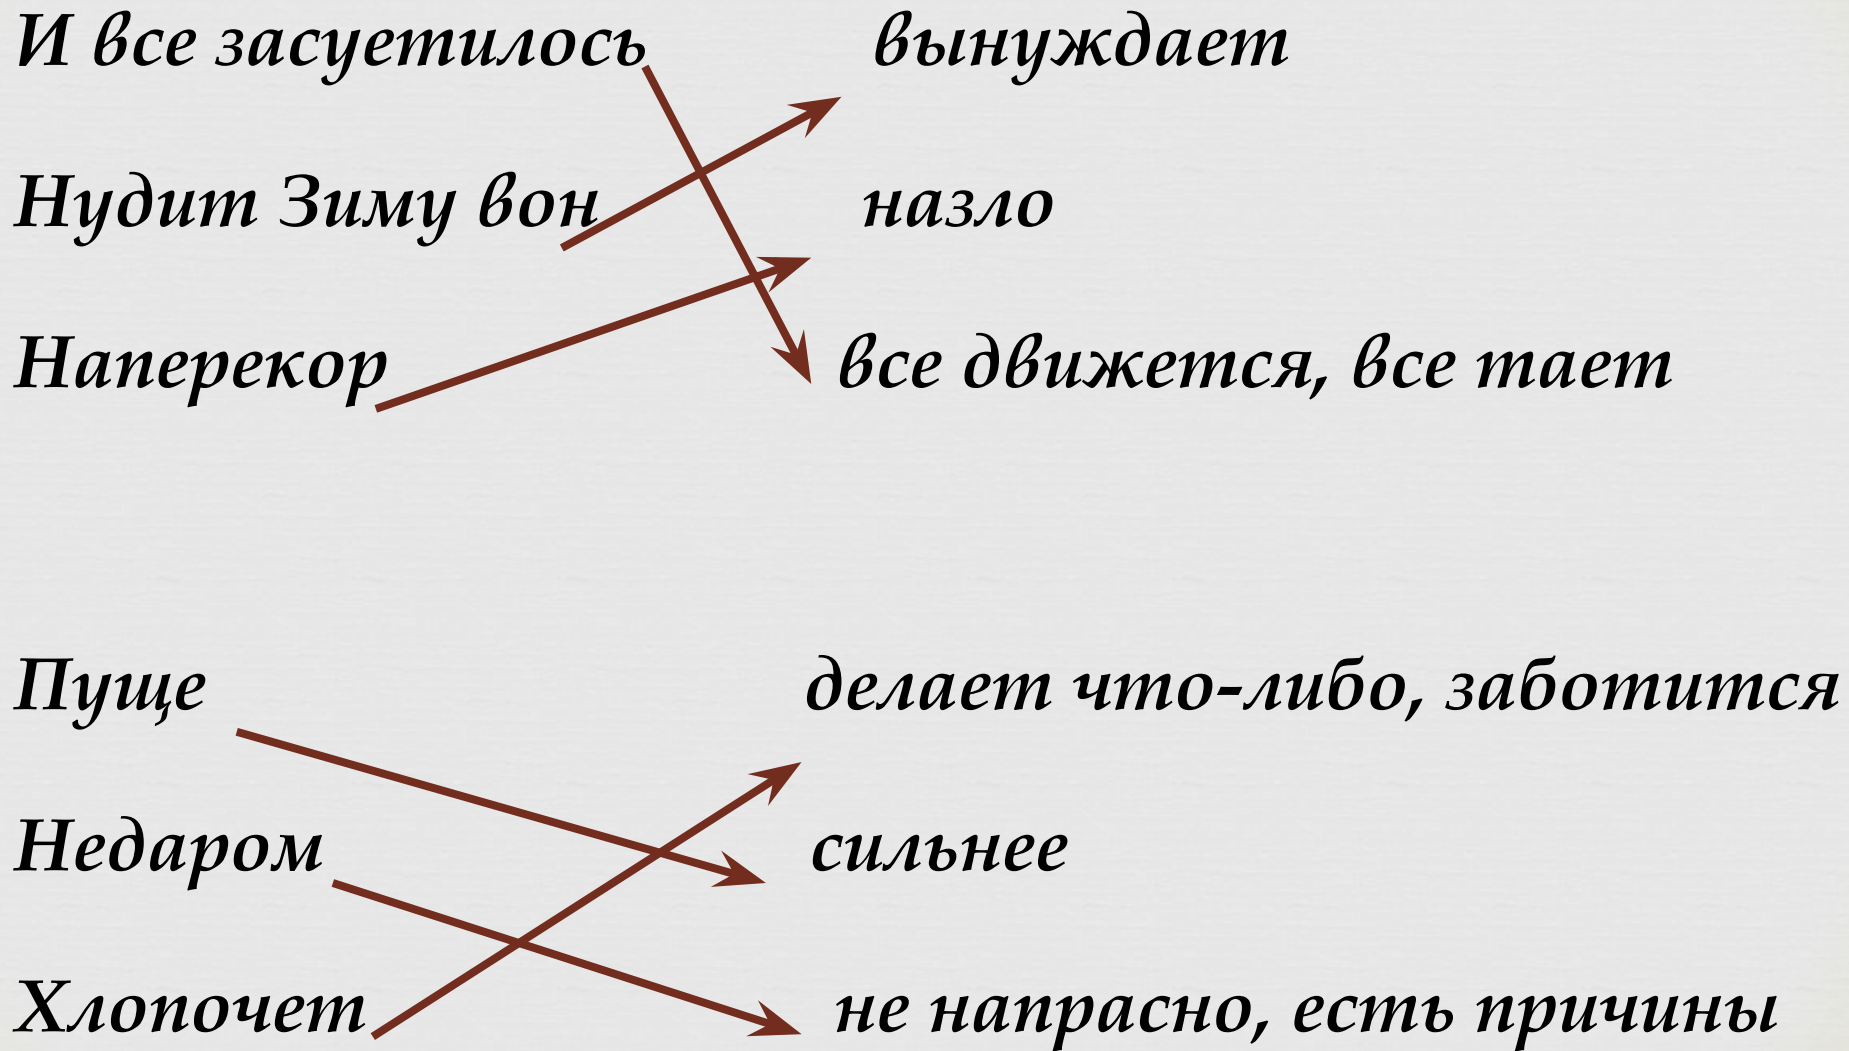 И все засуетилось вынуждает
Нудит Зиму вон назло
Наперекор все движется, все тает
Пуще делает что-либо, заботится
Недаром сильнее
Хлопочет не напрасно, есть причины